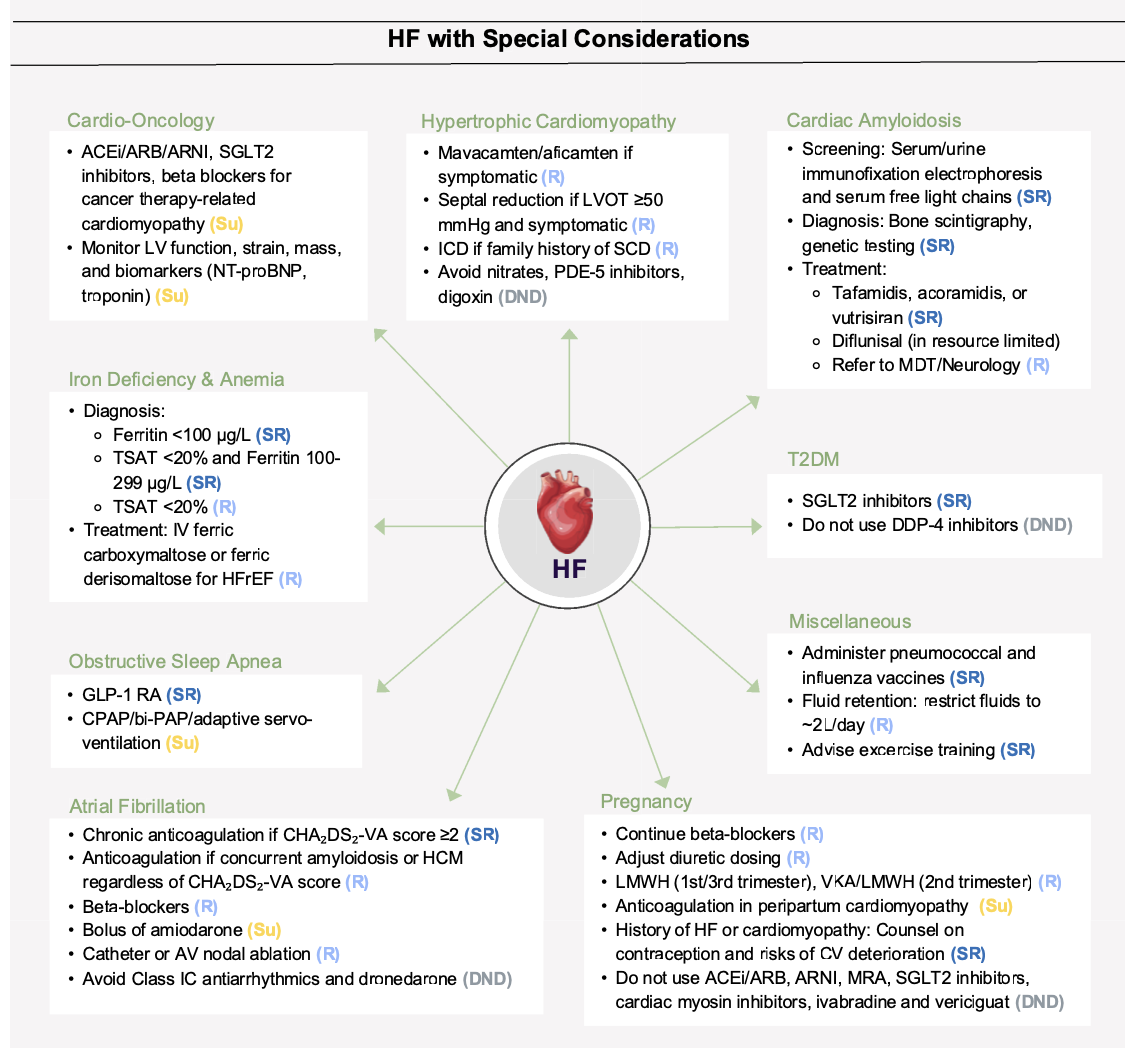 HF with Special Considerations
Cardio-Oncology
• ACEi/ARB/ARNI, SGLT2
inhibitors, beta blockers for
cancer therapy-related
cardiomyopathy (Su)
• Monitor LV function, strain, mass,
and biomarkers (NT-proBNP,
troponin) (Su)
Hypertrophic Cardiomyopathy
• Mavacamten/aficamten if
symptomatic (R)
• Septal reduction if LVOT ≥50
mmHg and symptomatic (R)
• ICD if family history of SCD (R)
• Avoid nitrates, PDE-5 inhibitors,
digoxin (DND)
Cardiac Amyloidosis
• Screening: Serum/urine
immunofixation electrophoresis
and serum free light chains (SR)
• Diagnosis: Bone scintigraphy,
genetic testing (SR)
• Treatment:
○ Tafamidis, acoramidis, or
vutrisiran (SR)
○ Diflunisal (in resource limited)
○ Refer to MDT/Neurology (R)
Iron Deficiency & Anemia
• Diagnosis:
○ Ferritin <100 µg/L (SR)
○ TSAT <20% and Ferritin 100-
299 µg/L (SR)
○ TSAT <20% (R)
• Treatment: IV ferric
carboxymaltose or ferric
derisomaltose for HFrEF (R)
HF
T2DM
• SGLT2 inhibitors (SR)
• Do not use DDP-4 inhibitors (DND)
Obstructive Sleep Apnea
• GLP-1 RA (SR)
• CPAP/bi-PAP/adaptive servo-
ventilation (Su)
Miscellaneous
• Administer pneumococcal and
influenza vaccines (SR)
• Fluid retention: restrict fluids to
~2L/day (R)
• Advise excercise training (SR)
Atrial Fibrillation
• Chronic anticoagulation if CHA₂DS₂-VA score ≥2 (SR)
• Anticoagulation if concurrent amyloidosis or HCM
regardless of CHA₂DS₂-VA score (R)
• Beta-blockers (R)
• Bolus of amiodarone (Su)
• Catheter or AV nodal ablation (R)
• Avoid Class IC antiarrhythmics and dronedarone (DND)
Pregnancy
• Continue beta-blockers (R)
• Adjust diuretic dosing (R)
• LMWH (1st/3rd trimester), VKA/LMWH (2nd trimester) (R)
• Anticoagulation in peripartum cardiomyopathy (Su)
• History of HF or cardiomyopathy: Counsel on
contraception and risks of CV deterioration (SR)
• Do not use ACEi/ARB, ARNI, MRA, SGLT2 inhibitors,
cardiac myosin inhibitors, ivabradine and vericiguat (DND)